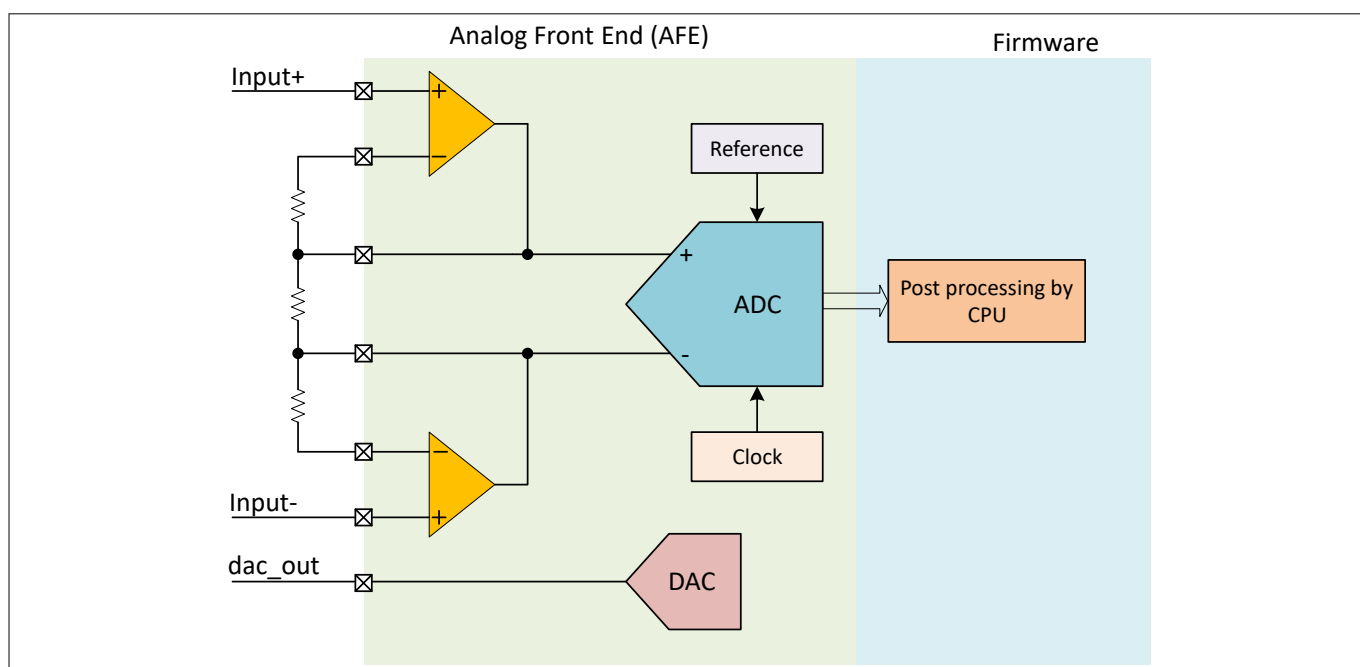 Analog Front End (AFE)
Firmware
Input+
+
−
Reference
+
ADC
Post processing by
CPU
-
−
Clock
Input-
+
dac_out
DAC